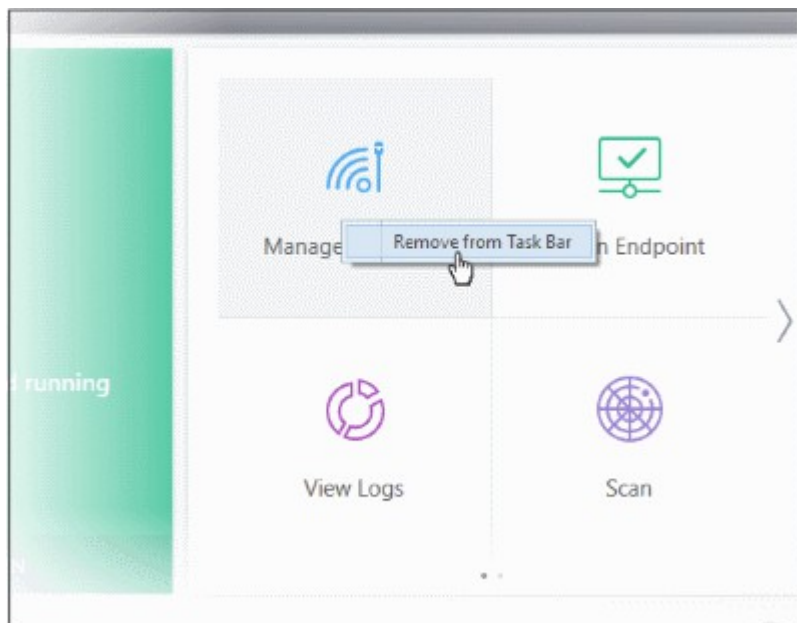 Manage
Remove from Task Bar
n Endpoint
running
View Logs
Scan